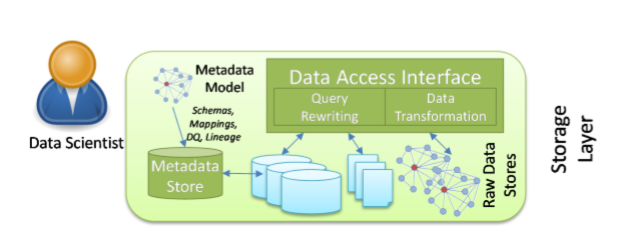 Data Scientist
Metadata
Model
Schemas,
Mappings,
DQ, Lineage
Metadata
Store
Data Access Interface
Query
Rewriting
Data
Transformation
Raw Data
Stores
Storage
Layer